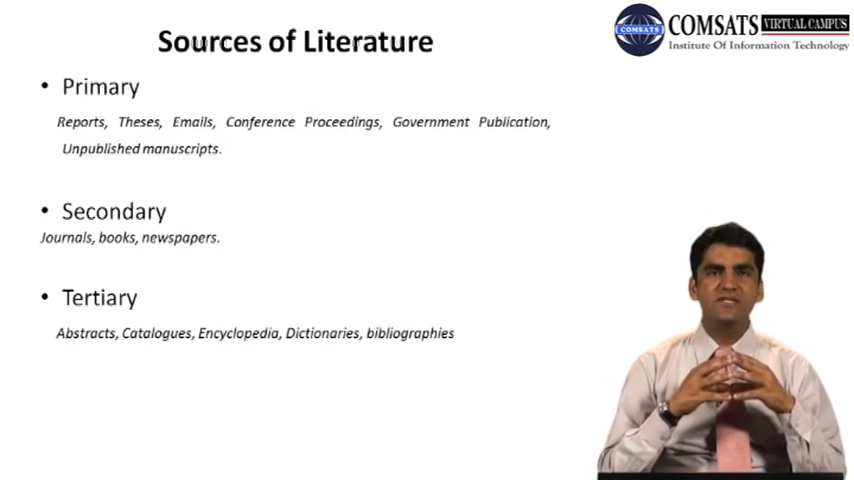 Sources of Literature
COMSATS VIRTUAL CAMPUS
COMSATS
Institute Of Information Technology
• Primary
Reports, Theses, Emails, Conference Proceedings, Government Publication,
Unpublished manuscripts.
• Secondary
Journals, books, newspapers.
• Tertiary
Abstracts, Catalogues, Encyclopedia, Dictionaries, bibliographies